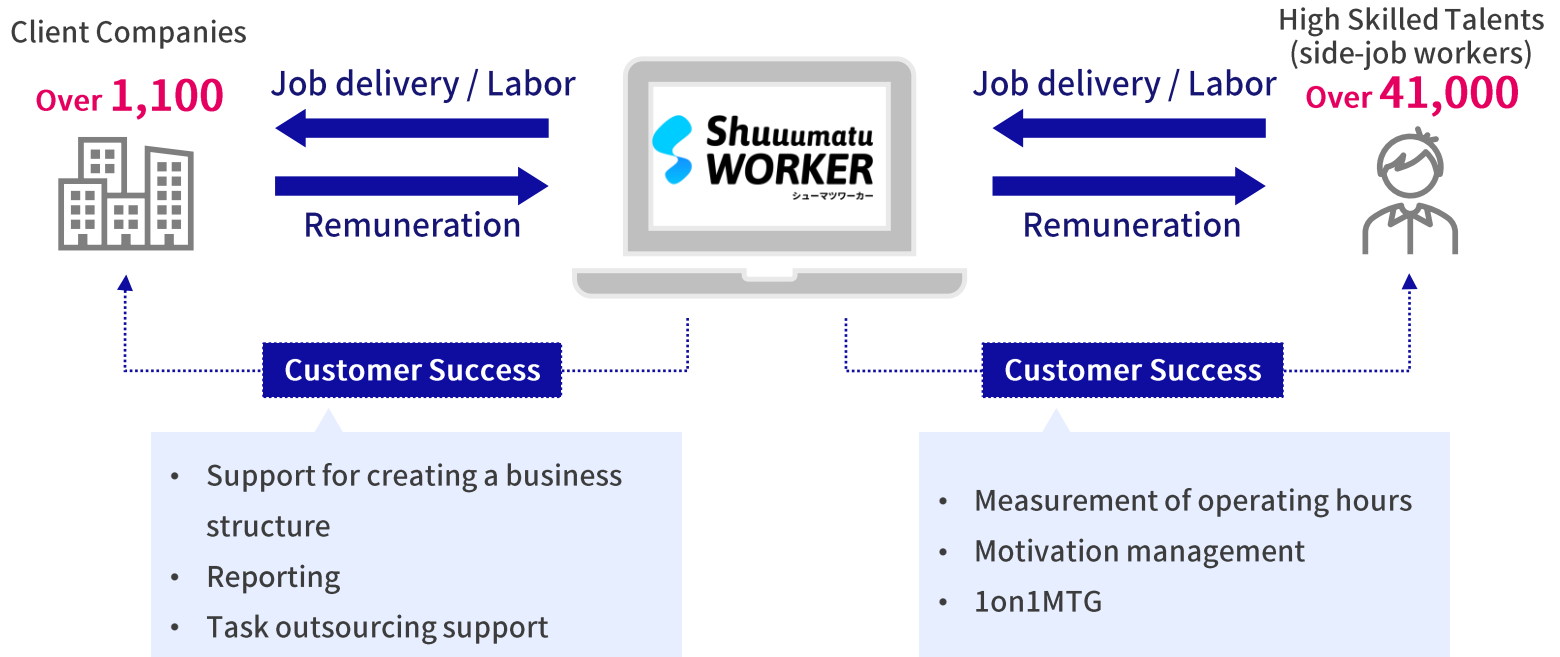 Client Companies
Over 1,100
Job delivery / Labor
Remuneration
Shuuumatu
WORKER
シューマツワーカー
Job delivery / Labor
Remuneration
High Skilled Talents
(side-job workers)
Over 41,000
Customer Success
• Support for creating a business
structure
• Reporting
• Task outsourcing support
Customer Success
• Measurement of operating hours
• Motivation management
• 1on1MTG